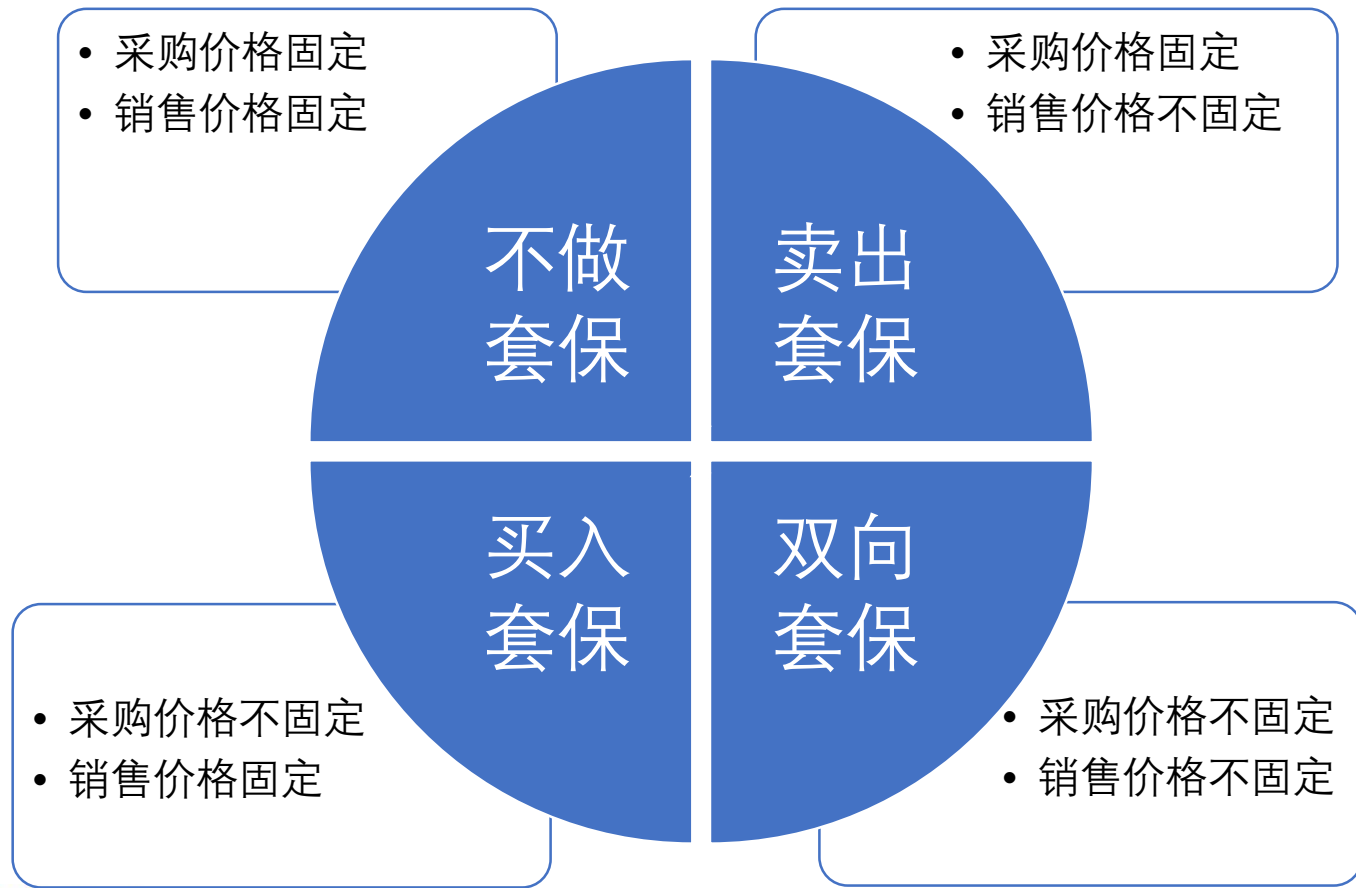 • 采购价格固定
• 销售价格固定
• 采购价格固定
• 销售价格不固定
不做
套保
卖出
套保
买入
套保
双向
套保
• 采购价格不固定
• 销售价格固定
• 采购价格不固定
• 销售价格不固定